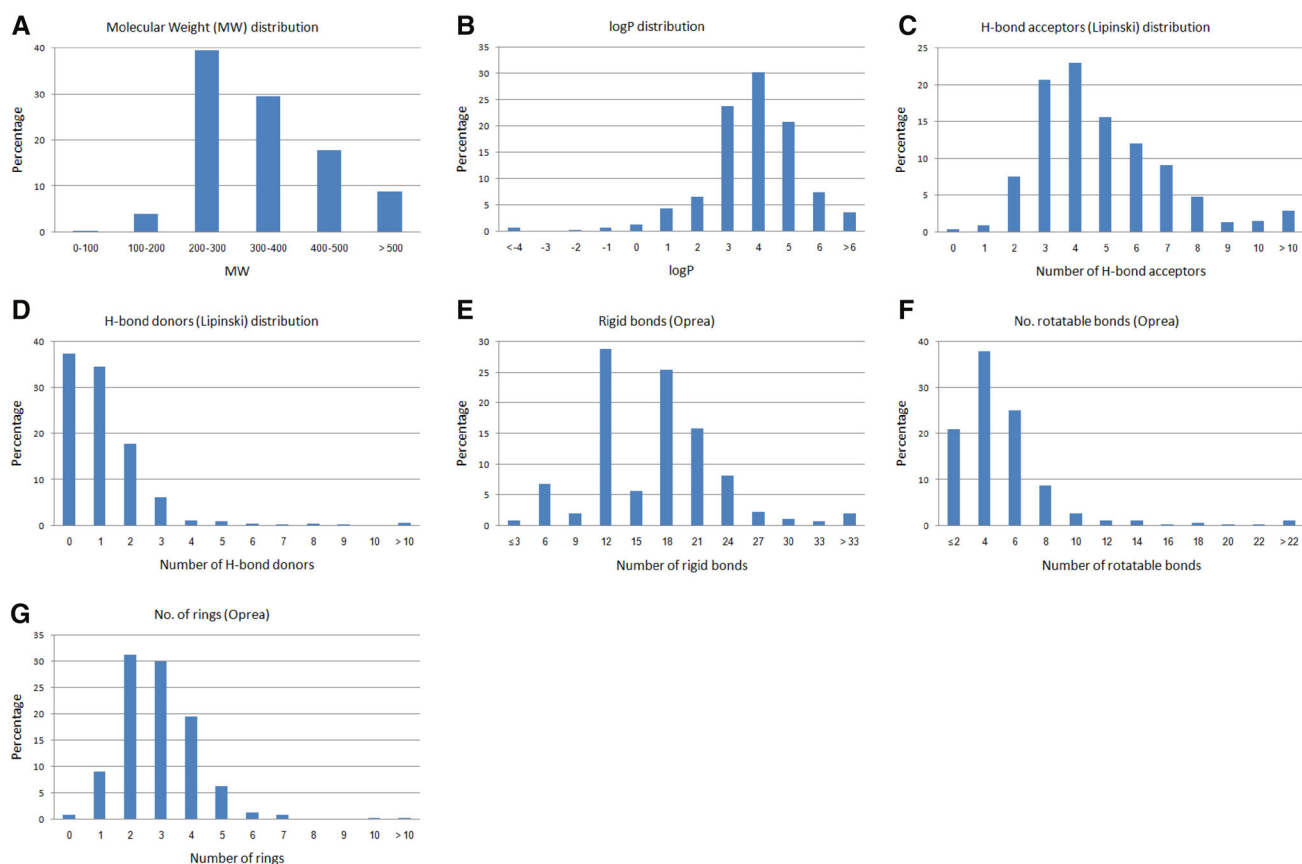 A
Molecular Weight (MW) distribution
Percentage
40
30
20
10
0
0-100 100-200 200-300 300-400 400-500 >500
MW
B
logP distribution
Percentage
35
30
25
20
15
10
5
0
<-4 -3 -2 -1 0 1 2 3 4 5 6 >6
logP
C
H-bond acceptors (Lipinski) distribution
Percentage
25
20
15
10
5
0
0 1 2 3 4 5 6 7 8 9 10 >10
Number of H-bond acceptors
D
H-bond donors (Lipinski) distribution
Percentage
40
30
20
10
0
0 1 2 3 4 5 6 7 8 9 10 >10
Number of H-bond donors
E
Rigid bonds (Oprea)
Percentage
30
25
20
15
10
5
0
≤3 6 9 12 15 18 21 24 27 30 33 >33
Number of rigid bonds
F
No. rotatable bonds (Oprea)
Percentage
40
30
20
10
0
≤2 4 6 8 10 12 14 16 18 20 22 >22
Number of rotatable bonds
G
No. of rings (Oprea)
Percentage
35
30
25
20
15
10
5
0
0 1 2 3 4 5 6 7 8 9 10 >10
Number of rings